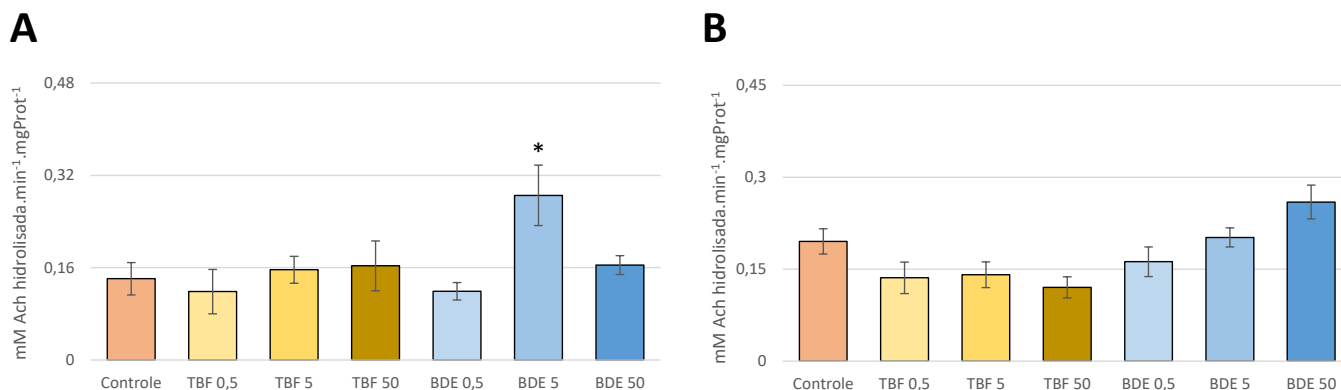 A
mM Ach hidrolisada.min⁻¹.mgProt⁻¹
0,48
0,32
0,16
0
*
Controle TBF 0,5 TBF 5 TBF 50 BDE 0,5 BDE 5 BDE 50
B
mM Ach hidrolisada.min⁻¹.mgProt⁻¹
0,45
0,3
0,15
0
Controle TBF 0,5 TBF 5 TBF 50 BDE 0,5 BDE 5 BDE 50